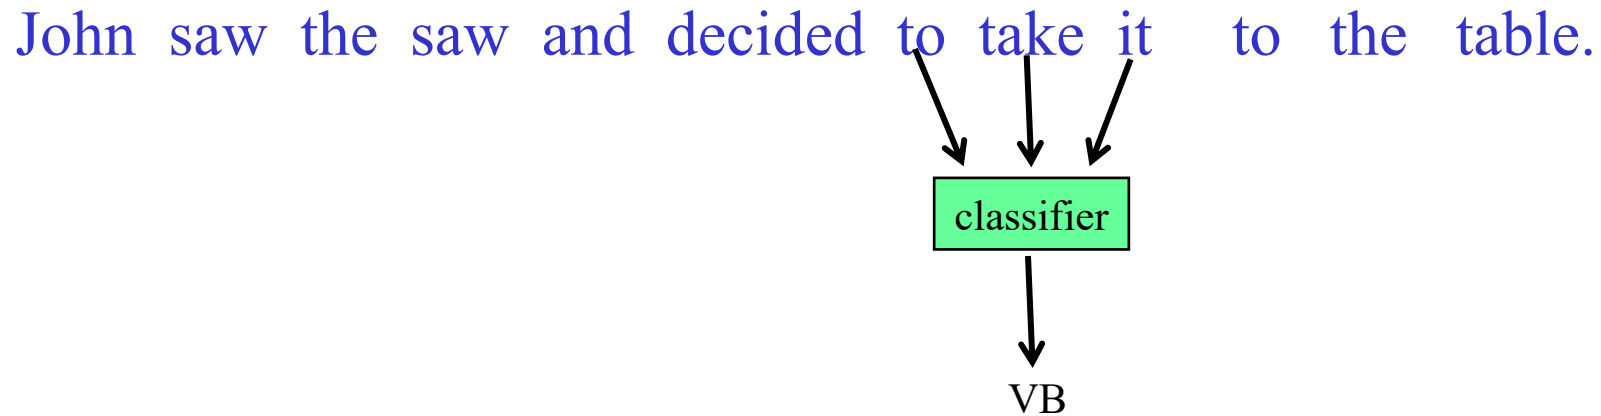 John saw the saw and decided to take it to the table.
classifier
VB